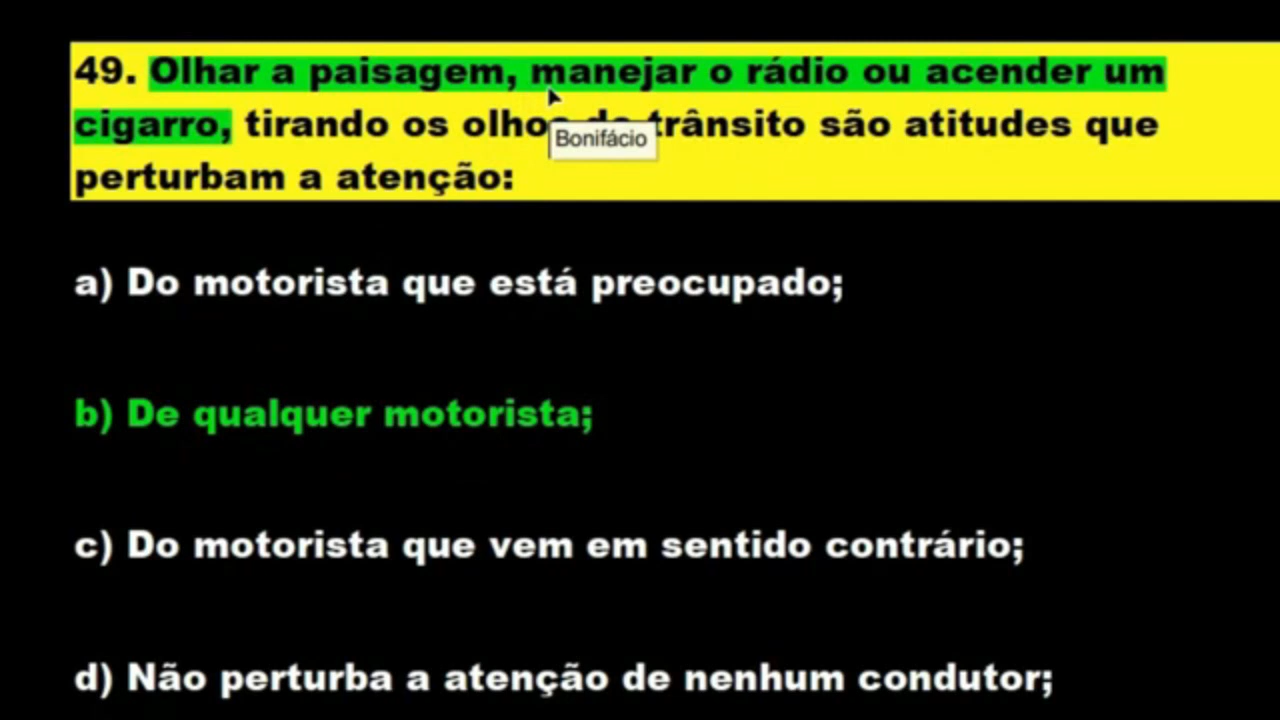 49. Olhar a paisagem, manejar o rádio ou acender um
cigarro, tirando os olhos do trânsito são atitudes que
Bonifácio
perturbam a atenção:
a) Do motorista que está preocupado;
b) De qualquer motorista;
c) Do motorista que vem em sentido contrário;
d) Não perturba a atenção de nenhum condutor;